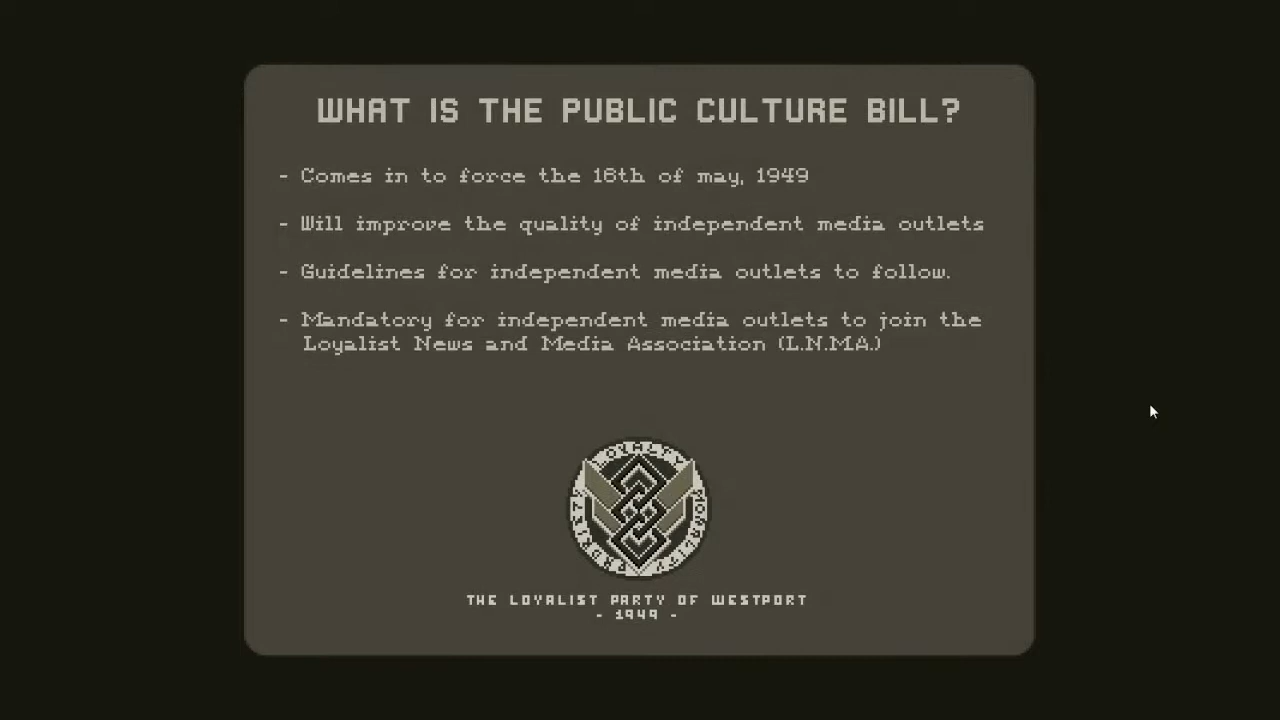 WHAT IS THE PUBLIC CULTURE BILL?
- Comes in to force the 16th of may, 1949
- Will improve the quality of independent media outlets
- Guidelines for independent media outlets to follow.
- Mandatory for independent media outlets to join the
Loyalist News and Media Association (L.N.M.A.)
LOYALTY
THE LOYALIST PARTY OF WESTPORT
- 1949 -